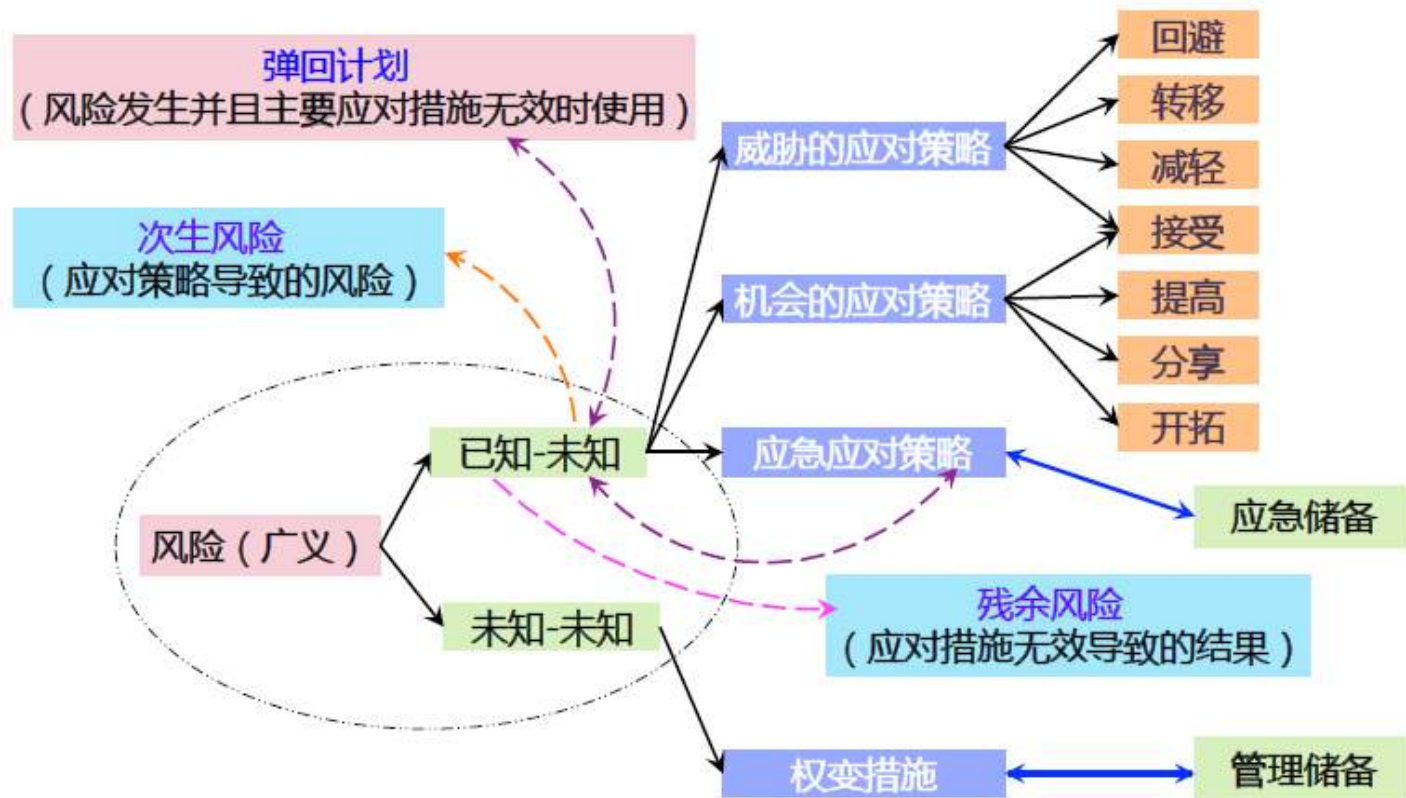 弹回计划
（风险发生并且主要应对措施无效时使用）
次生风险
（应对策略导致的风险）
风险（广义）
已知-未知
未知-未知
威胁的应对策略
机会的应对策略
应急应对策略
权变措施
回避
转移
减轻
接受
提高
分享
开拓
应急储备
残余风险
（应对措施无效导致的结果）
管理储备